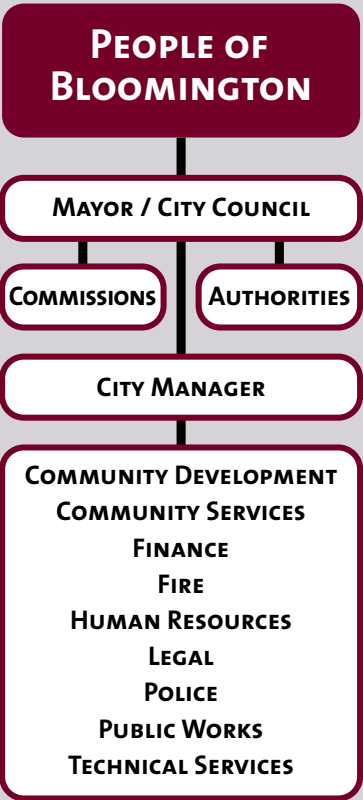 People of
Bloomington
Mayor / City Council
Commissions
Authorities
City Manager
Community Development
Community Services
Finance
Fire
Human Resources
Legal
Police
Public Works
Technical Services